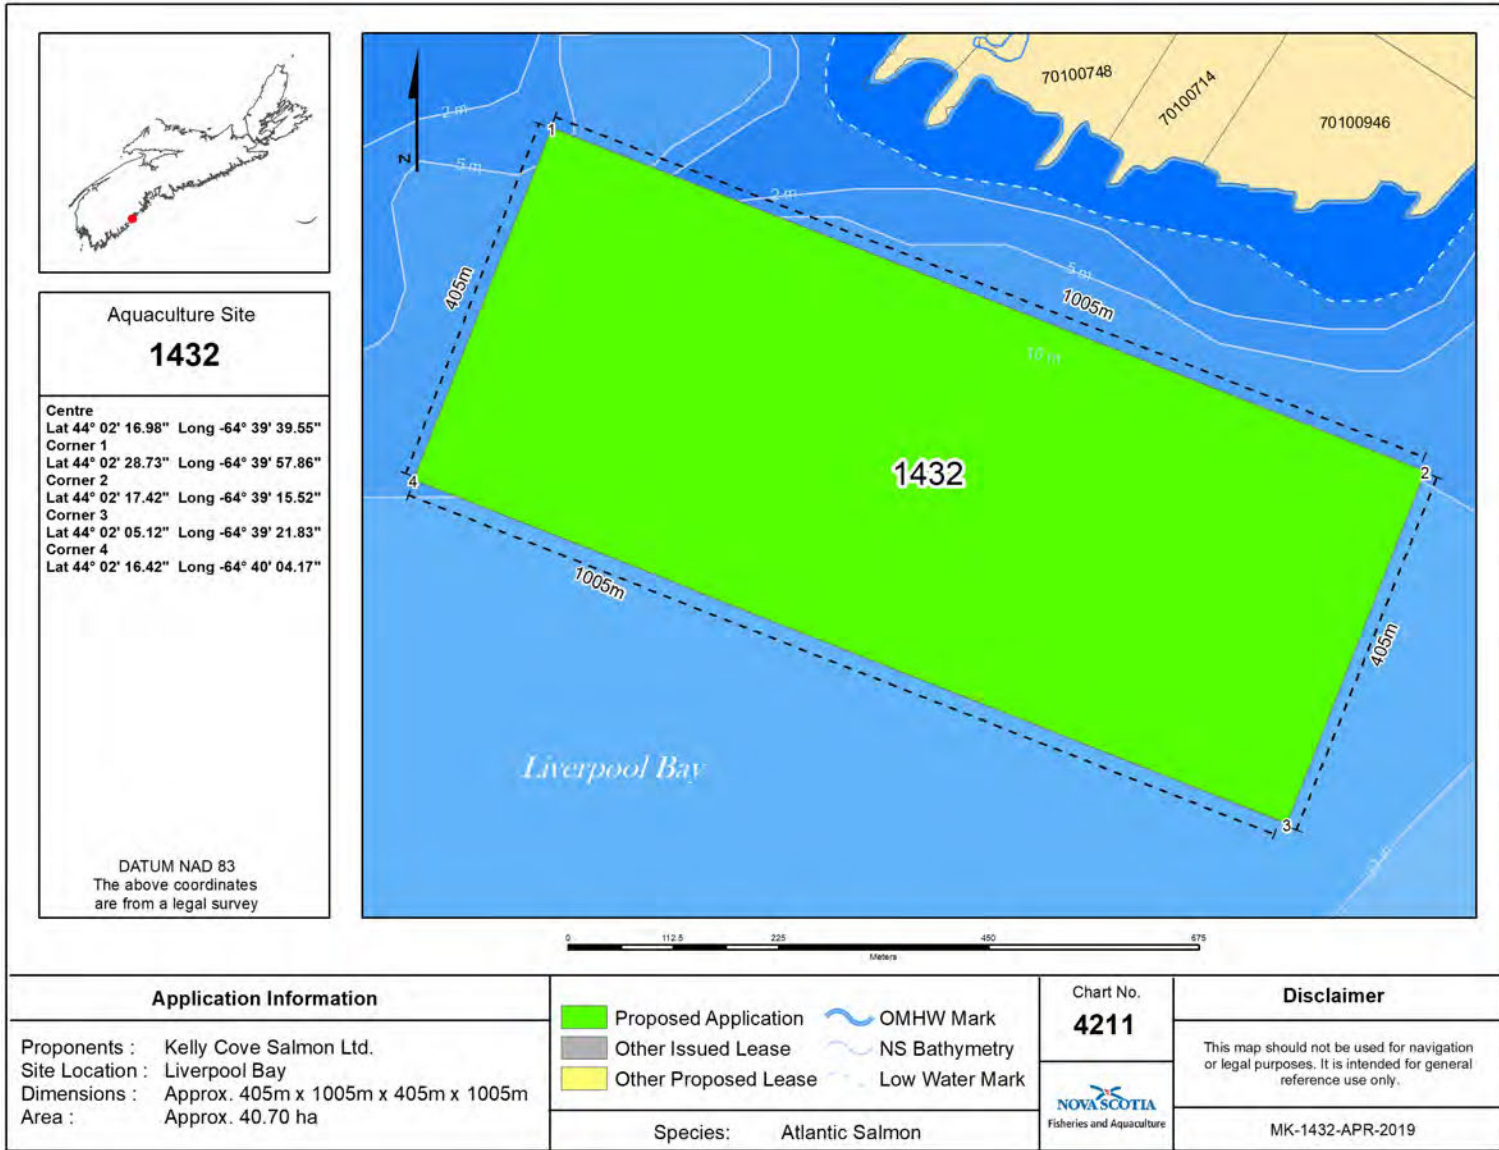 Aquaculture Site
1432
Centre
Lat 44° 02' 16.98" Long -64° 39' 39.55"
Corner 1
Lat 44° 02' 28.73" Long -64° 39' 57.86"
Corner 2
Lat 44° 02' 17.42" Long -64° 39' 15.52"
Corner 3
Lat 44° 02' 05.12" Long -64° 39' 21.83"
Corner 4
Lat 44° 02' 16.42" Long -64° 40' 04.17"
DATUM NAD 83
The above coordinates
are from a legal survey
N
2 m
5 m
1
405m
2 m
5 m
1005m
10 m
70100748
70100714
70100946
1432
2
4
1005m
405m
3
Liverpool Bay
0 112.5 225 450 675
Meters
Application Information
Proponents : Kelly Cove Salmon Ltd.
Site Location : Liverpool Bay
Dimensions : Approx. 405m x 1005m x 405m x 1005m
Area : Approx. 40.70 ha
Proposed Application
Other Issued Lease
Other Proposed Lease
OMHW Mark
NS Bathymetry
Low Water Mark
Species: Atlantic Salmon
Chart No.
4211
NOVA SCOTIA
Fisheries and Aquaculture
Disclaimer
This map should not be used for navigation
or legal purposes. It is intended for general
reference use only.
MK-1432-APR-2019